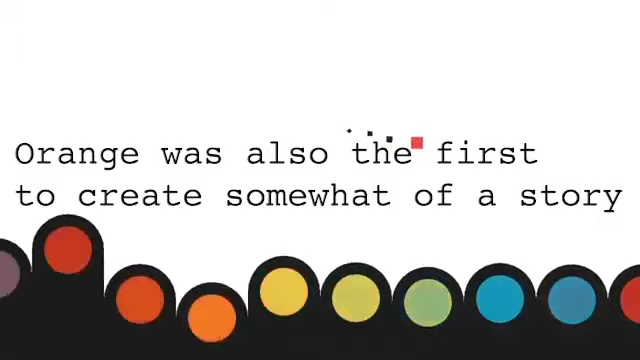 Orange was also the first
to create somewhat of a story